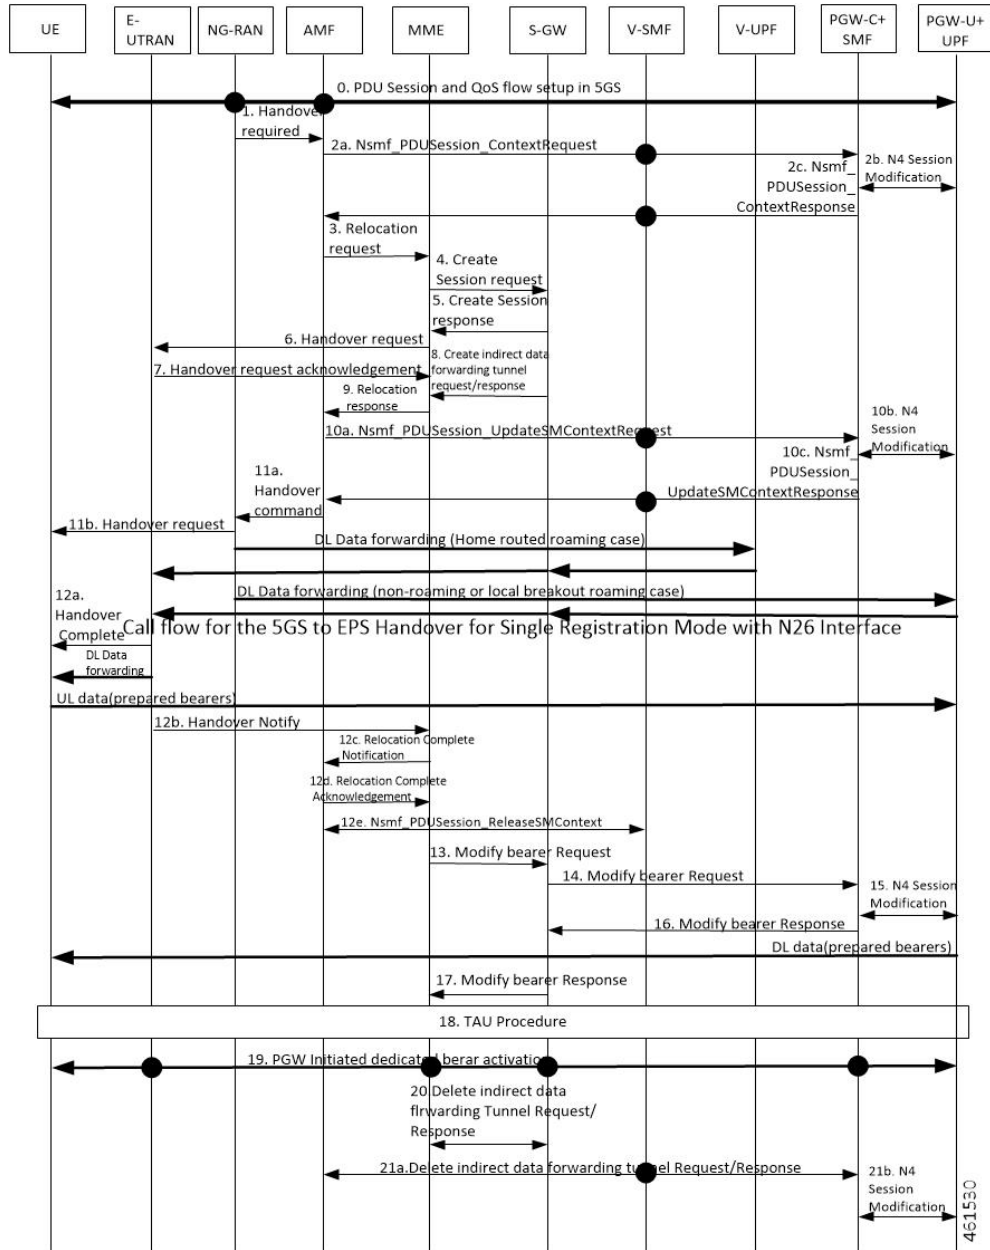 UE
E-
UTRAN
NG-RAN
AMF
MME
S-GW
V-SMF
V-UPF
PGW-C+
SMF
PGW-U+
UPF
0. PDU Session and QoS flow setup in 5GS
1. Handover
required
2a. Nsmf_PDUSession_ContextRequest
2b. N4 Session
Modification
2c. Nsmf_
PDUSession_
ContextResponse
3. Relocation
request
4. Create
Session request
5. Create Session
response
6. Handover request
7. Handover request acknowledgement
8. Create indirect data
forwarding tunnel
request/response
9. Relocation
response
10a. Nsmf_PDUSession_UpdateSMContextRequest
10b. N4
Session
Modification
10c. Nsmf_
PDUSession_
UpdateSMContextResponse
11a.
Handover
command
11b. Handover request
DL Data forwarding (Home routed roaming case)
DL Data forwarding (non-roaming or local breakout roaming case)
12a.
Handover
Complete
Call flow for the 5GS to EPS Handover for Single Registration Mode with N26 Interface
DL Data
forwarding
UL data(prepared bearers)
12b. Handover Notify
12c. Relocation Complete
Notification
12d. Relocation Complete
Acknowledgement
12e. Nsmf_PDUSession_ReleaseSMContext
13. Modify bearer Request
14. Modify bearer Request
15. N4 Session
Modification
16. Modify bearer Response
DL data(prepared bearers)
17. Modify bearer Response
18. TAU Procedure
19. PGW Initiated dedicated berar activation
20.Delete indirect data
flrwarding Tunnel Request/
Response
21a.Delete indirect data forwarding tunnel Request/Response
21b. N4
Session
Modification
461530